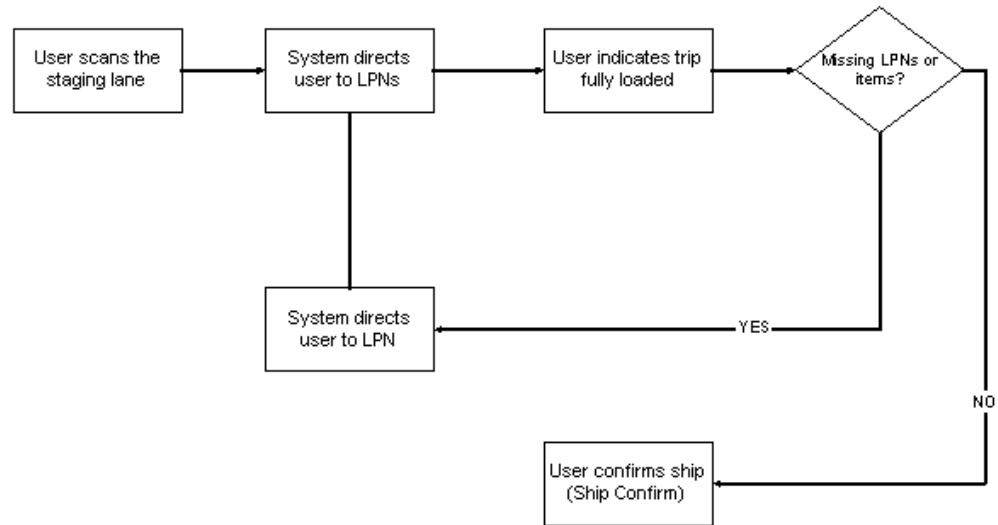 User scans the
staging lane
System directs
user to LPNs
User indicates trip
fully loaded
Missing LPNs or
items?
System directs
user to LPN
YES
NO
User confirms ship
(Ship Confirm)